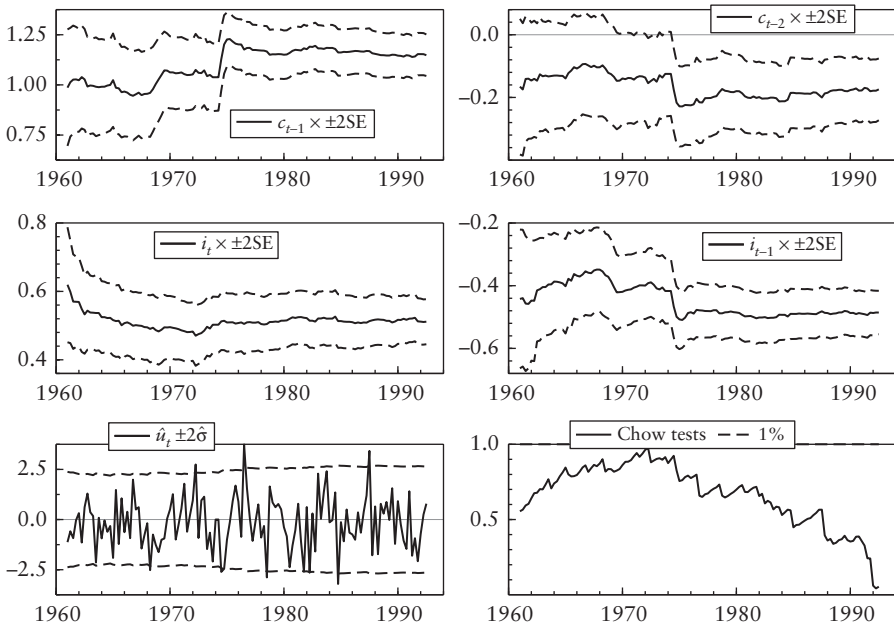 1.25
1.00
0.75
c_{t−1} × ±2SE
1960 1970 1980 1990
0.0
−0.2
c_{t−2} × ±2SE
1960 1970 1980 1990
0.8
0.6
0.4
i_t × ±2SE
1960 1970 1980 1990
−0.2
−0.4
−0.6
i_{t−1} × ±2SE
1960 1970 1980 1990
û_t ±2σ̂
2.5
0.0
−2.5
1960 1970 1980 1990
Chow tests 1%
1.0
0.5
1960 1970 1980 1990